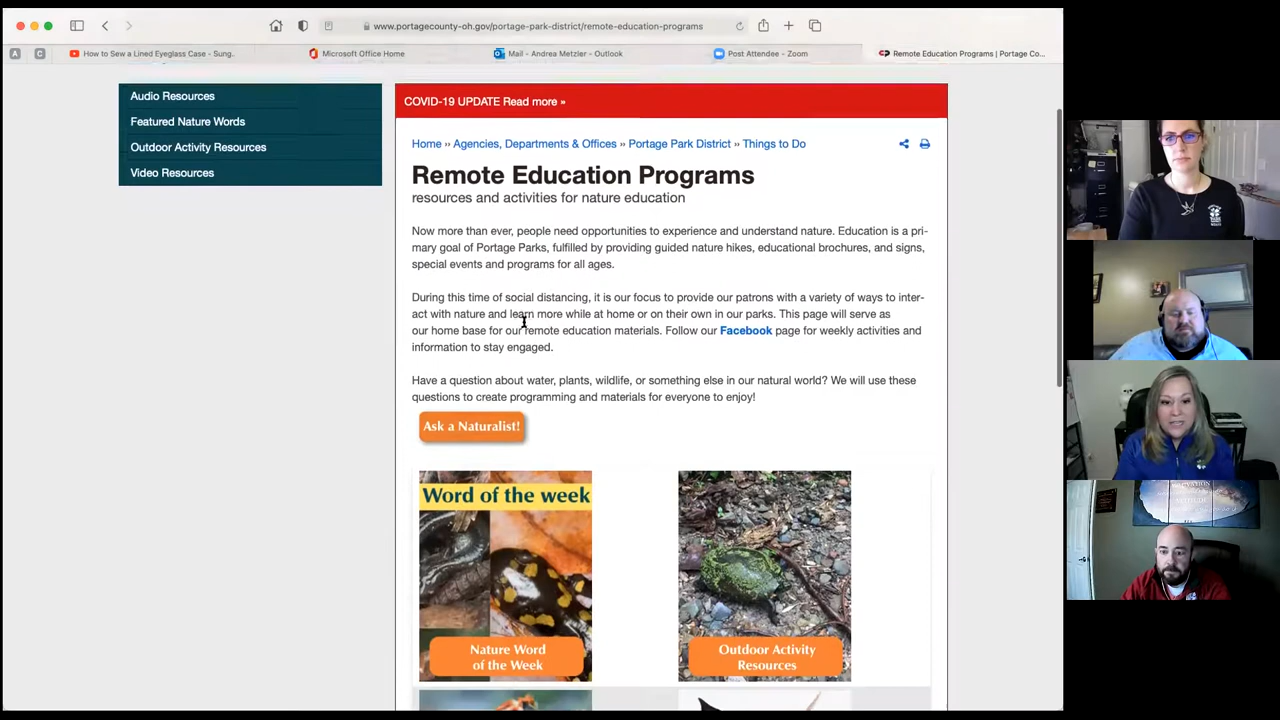 www.portagecounty-oh.gov/portage-park-district/remote-education-programs
A
C
How to Sew a Lined Eyeglass Case - Sung...
Microsoft Office Home
Mail - Andrea Metzler - Outlook
Post Attendee - Zoom
Remote Education Programs | Portage Co...
Audio Resources
Featured Nature Words
Outdoor Activity Resources
Video Resources
COVID-19 UPDATE Read more »
Home ›› Agencies, Departments & Offices ›› Portage Park District ›› Things to Do
Remote Education Programs
resources and activities for nature education
Now more than ever, people need opportunities to experience and understand nature. Education is a pri-
mary goal of Portage Parks, fulfilled by providing guided nature hikes, educational brochures, and signs,
special events and programs for all ages.
During this time of social distancing, it is our focus to provide our patrons with a variety of ways to inter-
act with nature and learn more while at home or on their own in our parks. This page will serve as
our home base for our remote education materials. Follow our Facebook page for weekly activities and
information to stay engaged.
Have a question about water, plants, wildlife, or something else in our natural world? We will use these
questions to create programming and materials for everyone to enjoy!
Ask a Naturalist!
Word of the week
Nature Word
of the Week
Outdoor Activity
Resources